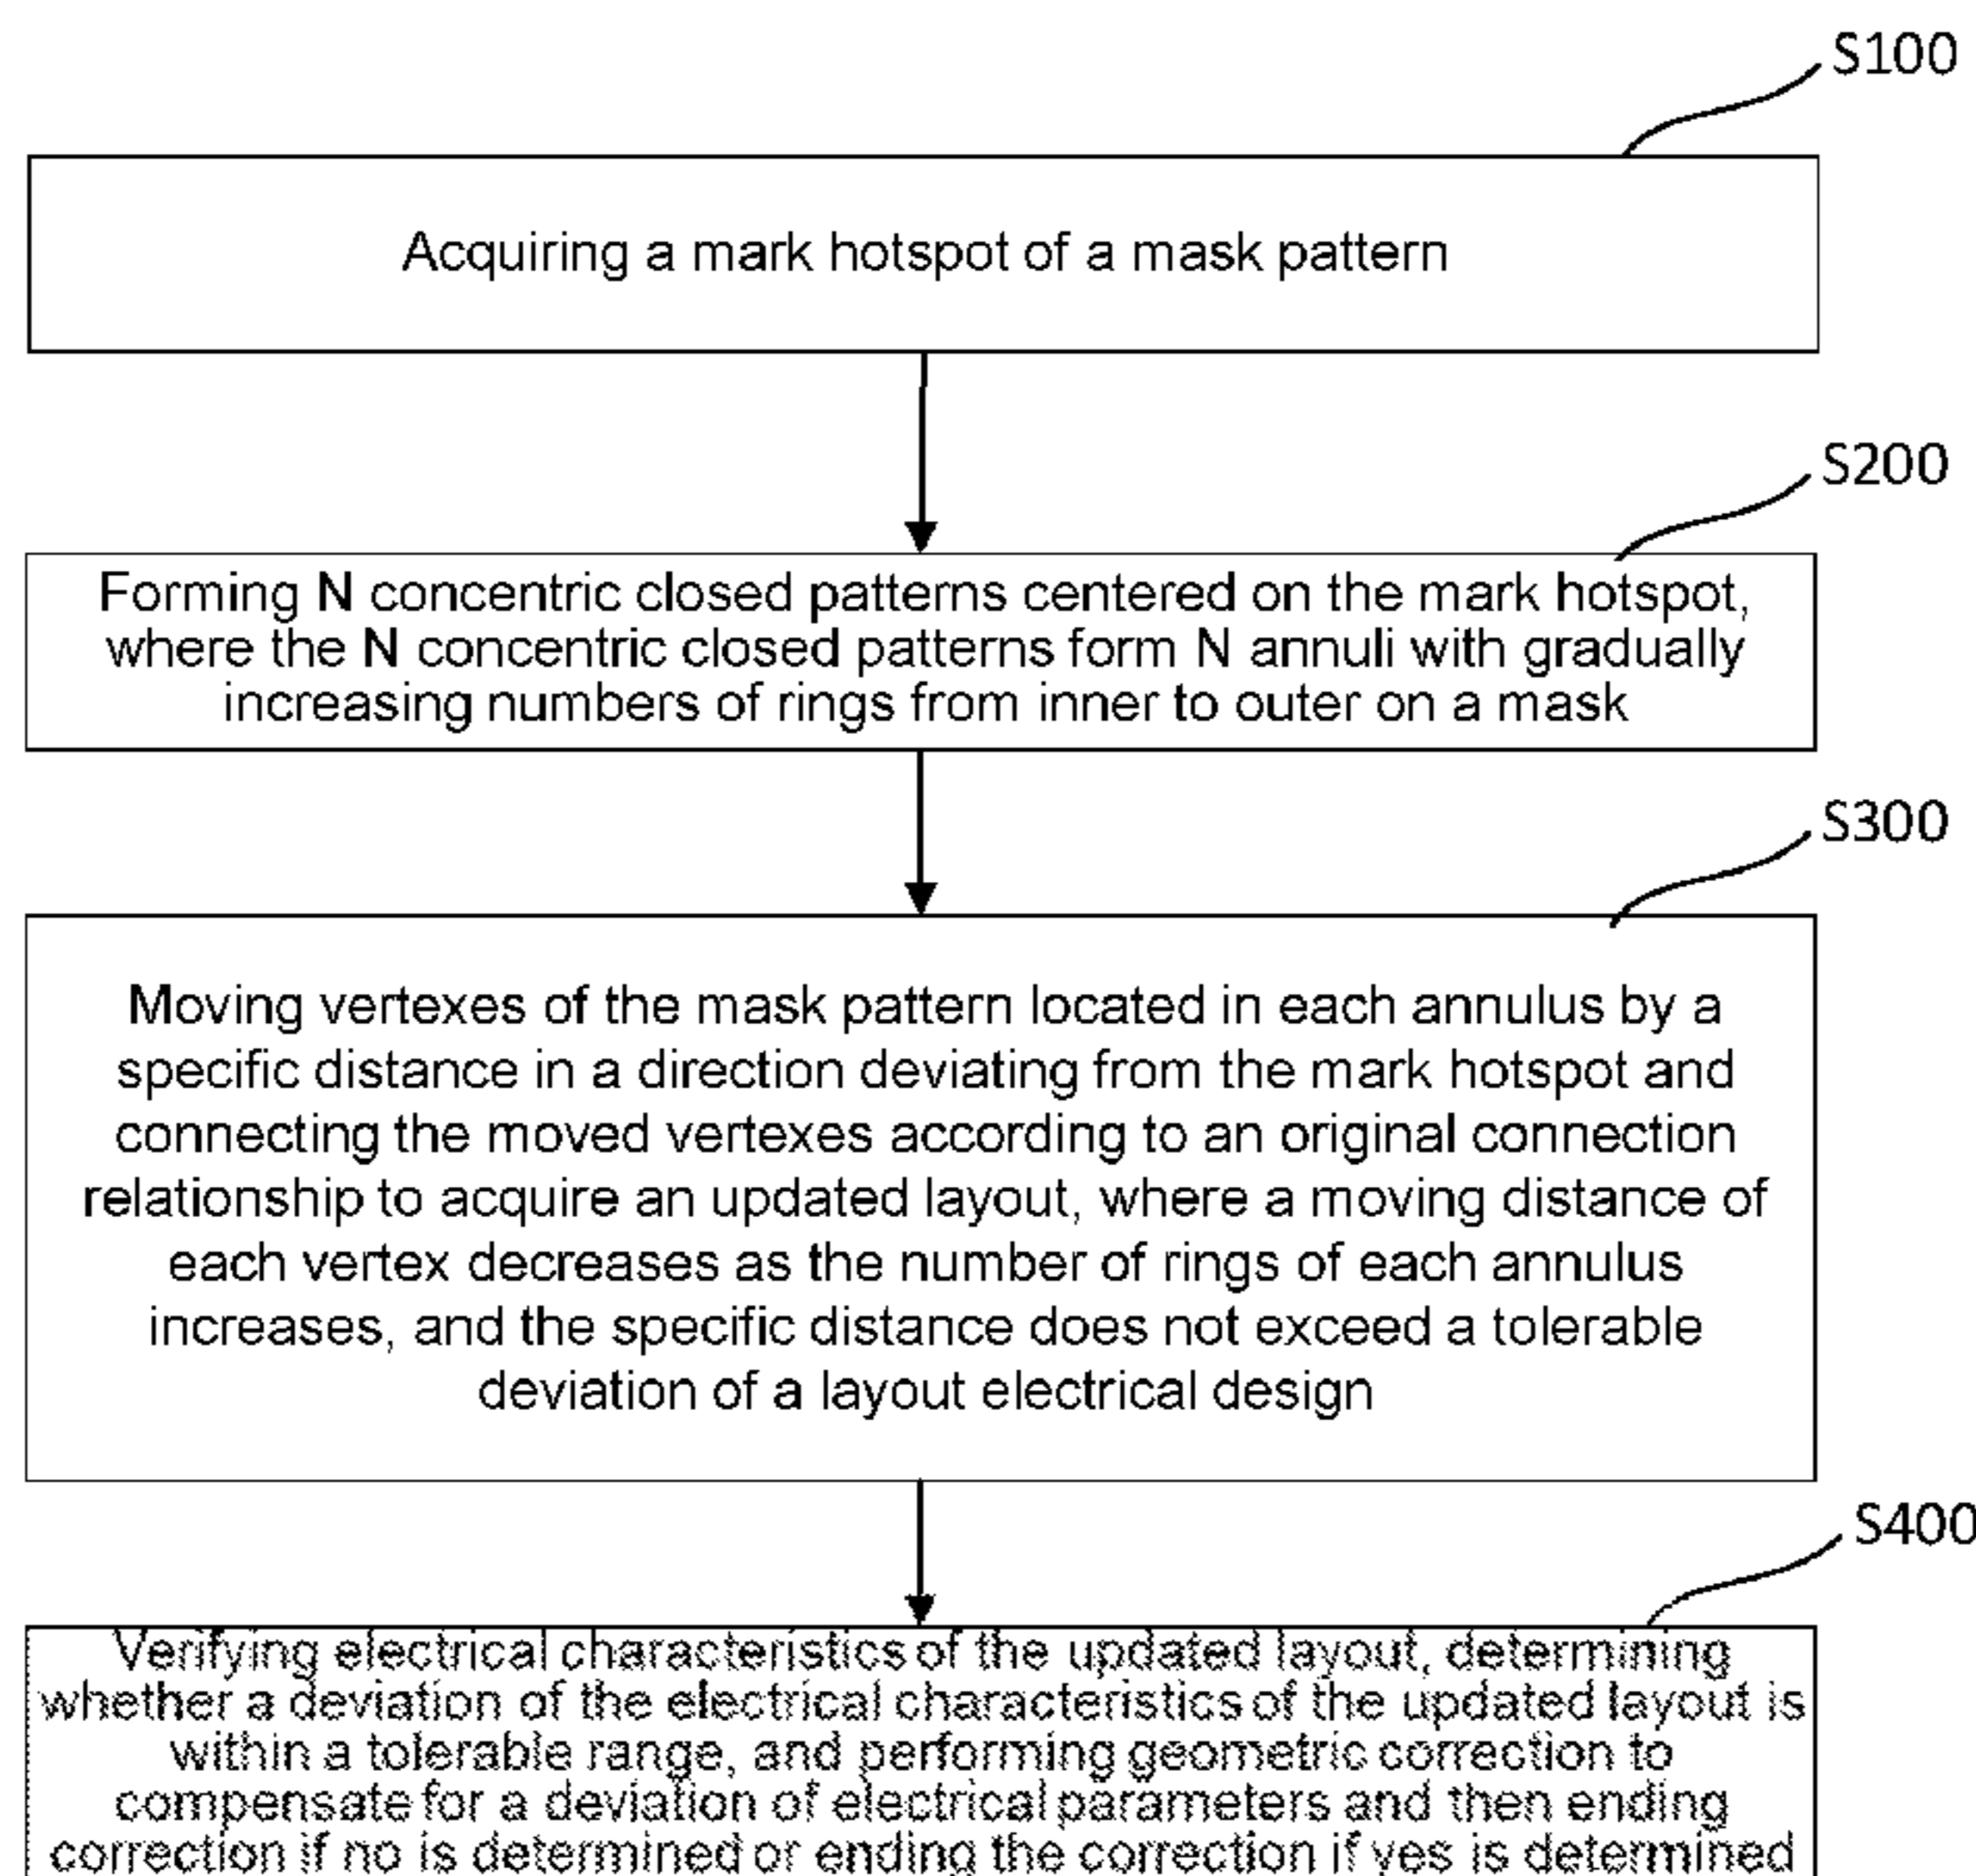 S100
Acquiring a mark hotspot of a mask pattern
S200
Forming N concentric closed patterns centered on the mark hotspot,
where the N concentric closed patterns form N annuli with gradually
increasing numbers of rings from inner to outer on a mask
S300
Moving vertexes of the mask pattern located in each annulus by a
specific distance in a direction deviating from the mark hotspot and
connecting the moved vertexes according to an original connection
relationship to acquire an updated layout, where a moving distance of
each vertex decreases as the number of rings of each annulus
increases, and the specific distance does not exceed a tolerable
deviation of a layout electrical design
S400
Verifying electrical characteristics of the updated layout, determining
whether a deviation of the electrical characteristics of the updated layout is
within a tolerable range, and performing geometric correction to
compensate for a deviation of electrical parameters and then ending
correction if no is determined or ending the correction if yes is determined